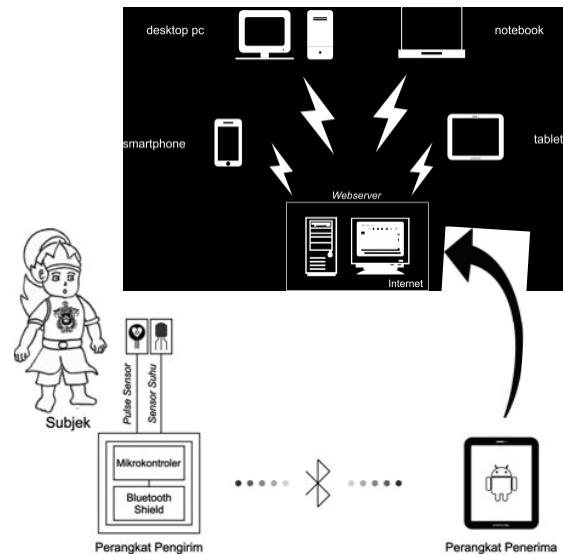 desktop pc
notebook
smartphone
tablet
Webserver
Internet
Pulse Sensor
Sensor Suhu
Subjek
Mikrokontroler
Bluetooth
Shield
Perangkat Pengirim
Perangkat Penerima